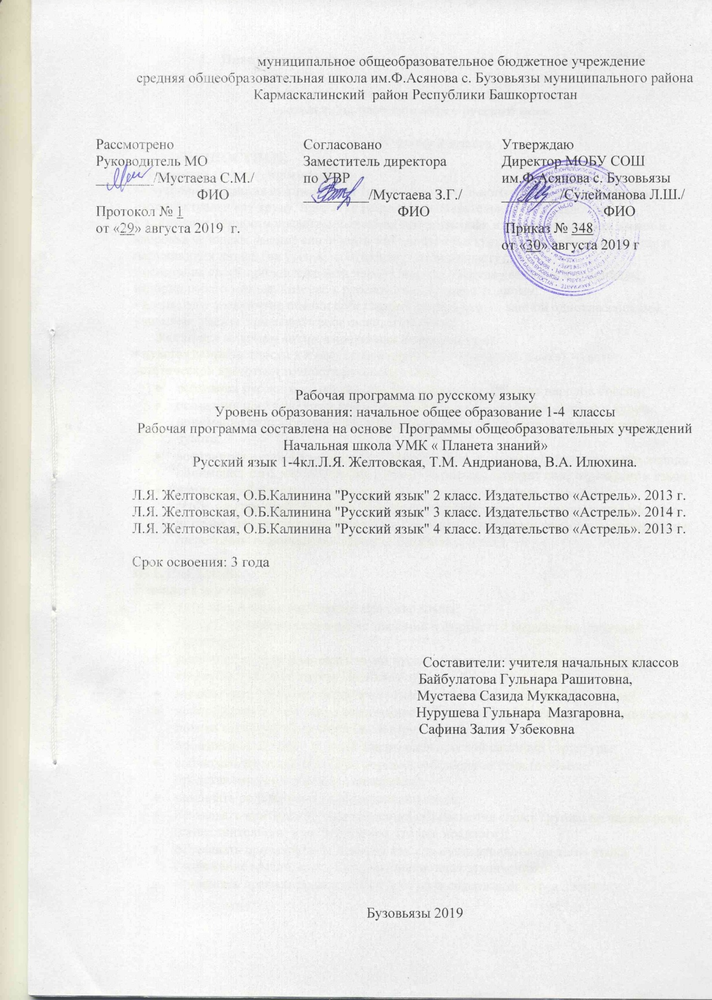 муниципальное общеобразовательное бюджетное учреждение
средняя общеобразовательная школа им.Ф.Асянова с. Бузовьязы муниципального района
Кармаскалинский  район Республики Башкортостан
Рассмотрено
Руководитель МО
________/Мустаева С.М./
ФИО
Протокол № 1
от «29» августа 2019  г.
Согласовано
Заместитель директора
по УВР
_________/Мустаева З.Г./
ФИО
Утверждаю
Директор МОБУ СОШ
им.Ф.Асянова с. Бузовьязы
________/Сулейманова Л.Ш./
ФИО
Приказ № 348
от «30» августа 2019 г
Рабочая программа по русскому языку
Уровень образования: начальное общее образование 1-4  классы
Рабочая программа составлена на основе  Программы общеобразовательных учреждений
Начальная школа УМК « Планета знаний»
Русский язык 1-4кл.Л.Я. Желтовская, Т.М. Андрианова, В.А. Илюхина.
Л.Я. Желтовская, О.Б.Калинина "Русский язык" 2 класс. Издательство «Астрель». 2013 г.
Л.Я. Желтовская, О.Б.Калинина "Русский язык" 3 класс. Издательство «Астрель». 2014 г.
Л.Я. Желтовская, О.Б.Калинина "Русский язык" 4 класс. Издательство «Астрель». 2013 г.
Срок освоения: 3 года
Составители: учителя начальных классов
Байбулатова Гульнара Рашитовна,
Мустаева Сазида Муккадасовна,
Нурушева Гульнара  Мазгаровна,
Сафина Залия Узбековна
Бузовьязы 2019